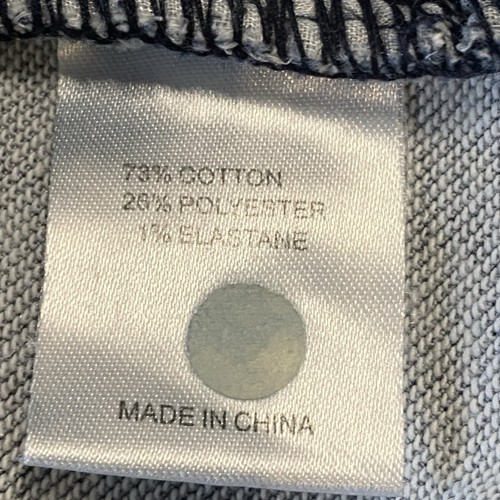 73% COTTON
26% POLYESTER
1% ELASTANE
MADE IN CHINA